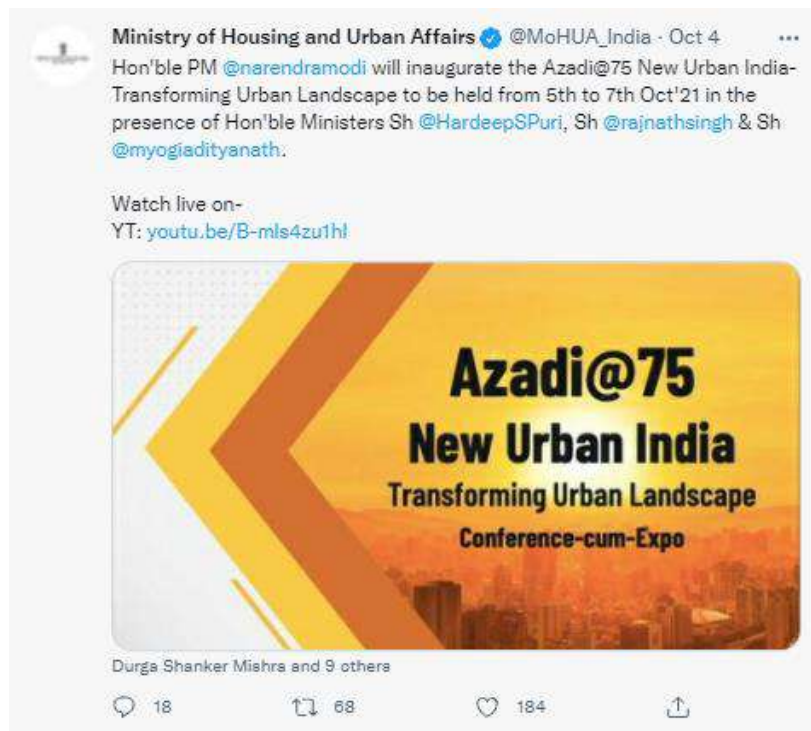 Ministry of Housing and Urban Affairs @MoHUA_India · Oct 4
Hon'ble PM @narendramodi will inaugurate the Azadi@75 New Urban India-
Transforming Urban Landscape to be held from 5th to 7th Oct'21 in the
presence of Hon'ble Ministers Sh @HardeepSPuri, Sh @rajnathsingh & Sh
@myogiadityanath.
Watch live on-
YT: youtu.be/B-mls4zu1hI
Azadi@75
New Urban India
Transforming Urban Landscape
Conference-cum-Expo
Durga Shanker Mishra and 9 others
18 68 184